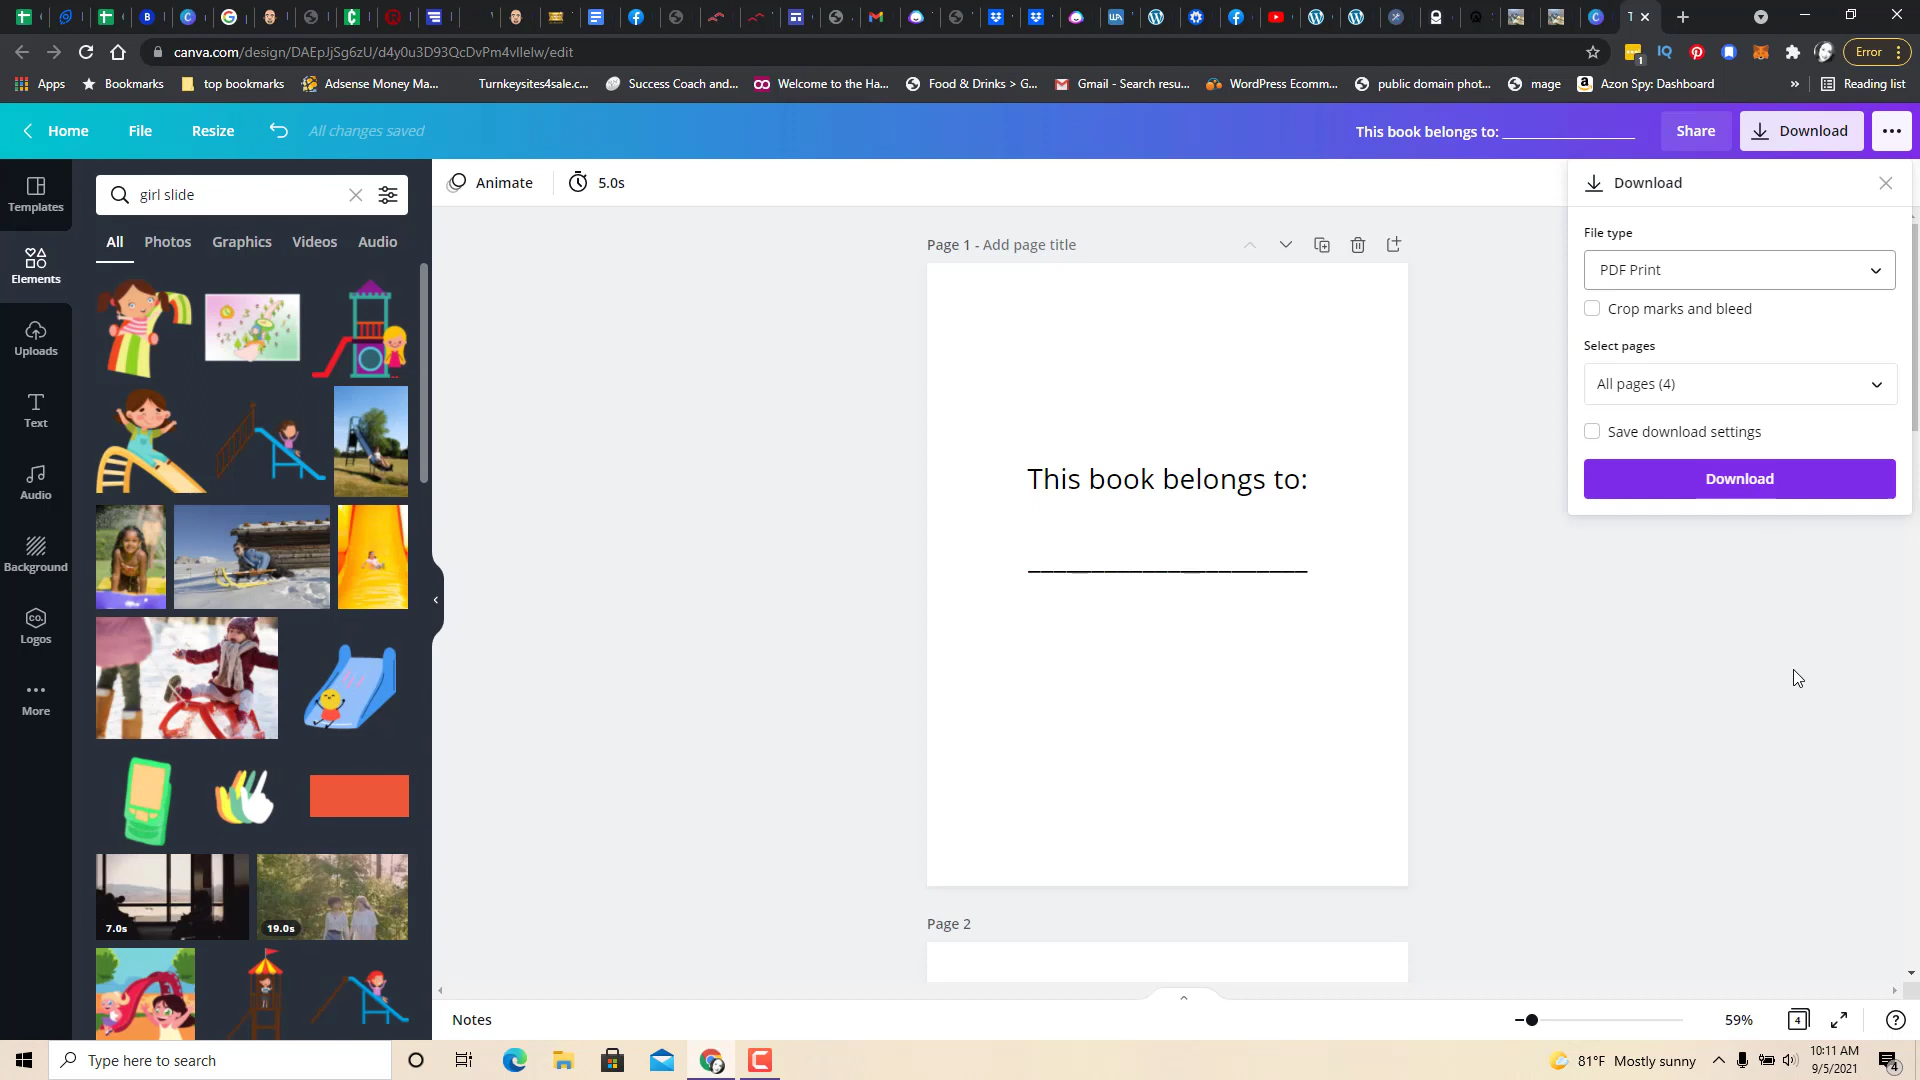 canva.com/design/DAEpJjSg6zU/d4y0u3D93QcDvPm4vllelw/edit
Error
Apps
Bookmarks
top bookmarks
Adsense Money Ma...
Turnkeysites4sale.c...
Success Coach and...
Welcome to the Ha...
Food & Drinks > G...
Gmail - Search resu...
WordPress Ecomm...
public domain phot...
mage
Azon Spy: Dashboard
»
Reading list
Home
File
Resize
All changes saved
This book belongs to: ____________________
Share
Download
Templates
Elements
Uploads
Text
Audio
Background
CO.
Logos
More
girl slide
All
Photos
Graphics
Videos
Audio
7.0s
19.0s
Animate
5.0s
Page 1 - Add page title
This book belongs to:
____________________
Page 2
Download
File type
PDF Print
Crop marks and bleed
Select pages
All pages (4)
Save download settings
Download
Notes
59%
4
Type here to search
81°F Mostly sunny
10:11 AM
9/5/2021
4